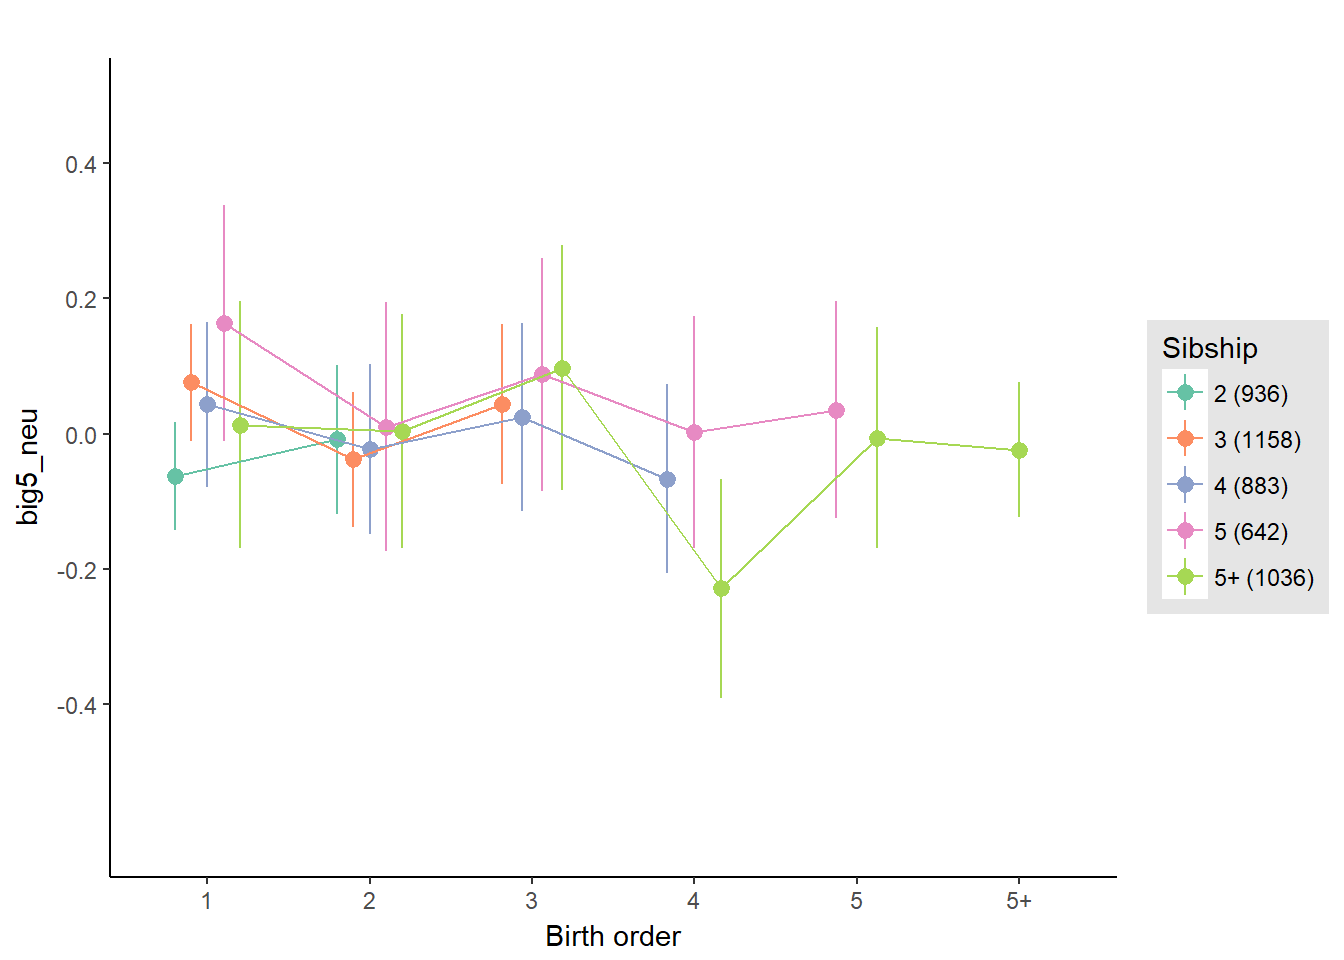 0.4
0.2
0.0
-0.2
-0.4
big5_neu
1 2 3 4 5 5+
Birth order
Sibship
2 (936)
3 (1158)
4 (883)
5 (642)
5+ (1036)